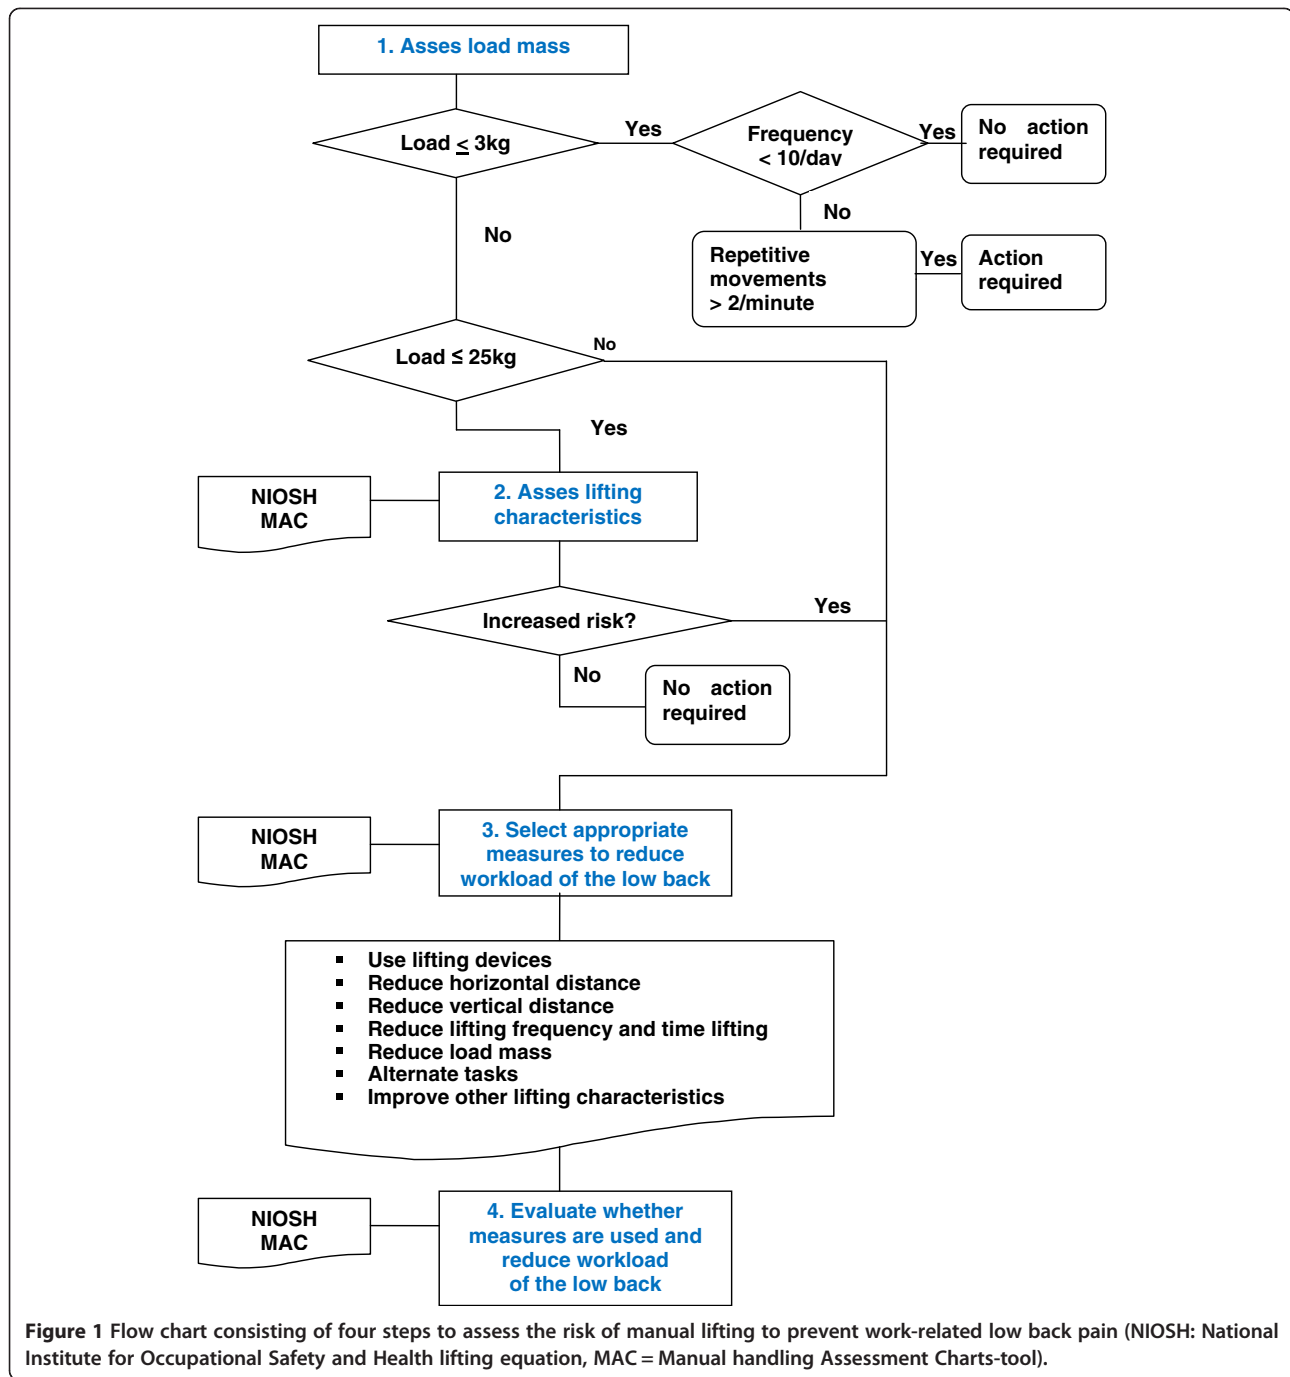 1. Asses load mass
Load ≤ 3kg
Yes
Frequency
< 10/day
Yes
No action
required
No
No
Repetitive
movements
> 2/minute
Yes
Action
required
Load ≤ 25kg
No
Yes
NIOSH
MAC
2. Asses lifting
characteristics
Increased risk?
Yes
No
No action
required
NIOSH
MAC
3. Select appropriate
measures to reduce
workload of the low back
▪ Use lifting devices
▪ Reduce horizontal distance
▪ Reduce vertical distance
▪ Reduce lifting frequency and time lifting
▪ Reduce load mass
▪ Alternate tasks
▪ Improve other lifting characteristics
NIOSH
MAC
4. Evaluate whether
measures are used and
reduce workload
of the low back
Figure 1 Flow chart consisting of four steps to assess the risk of manual lifting to prevent work-related low back pain (NIOSH: National
Institute for Occupational Safety and Health lifting equation, MAC = Manual handling Assessment Charts-tool).